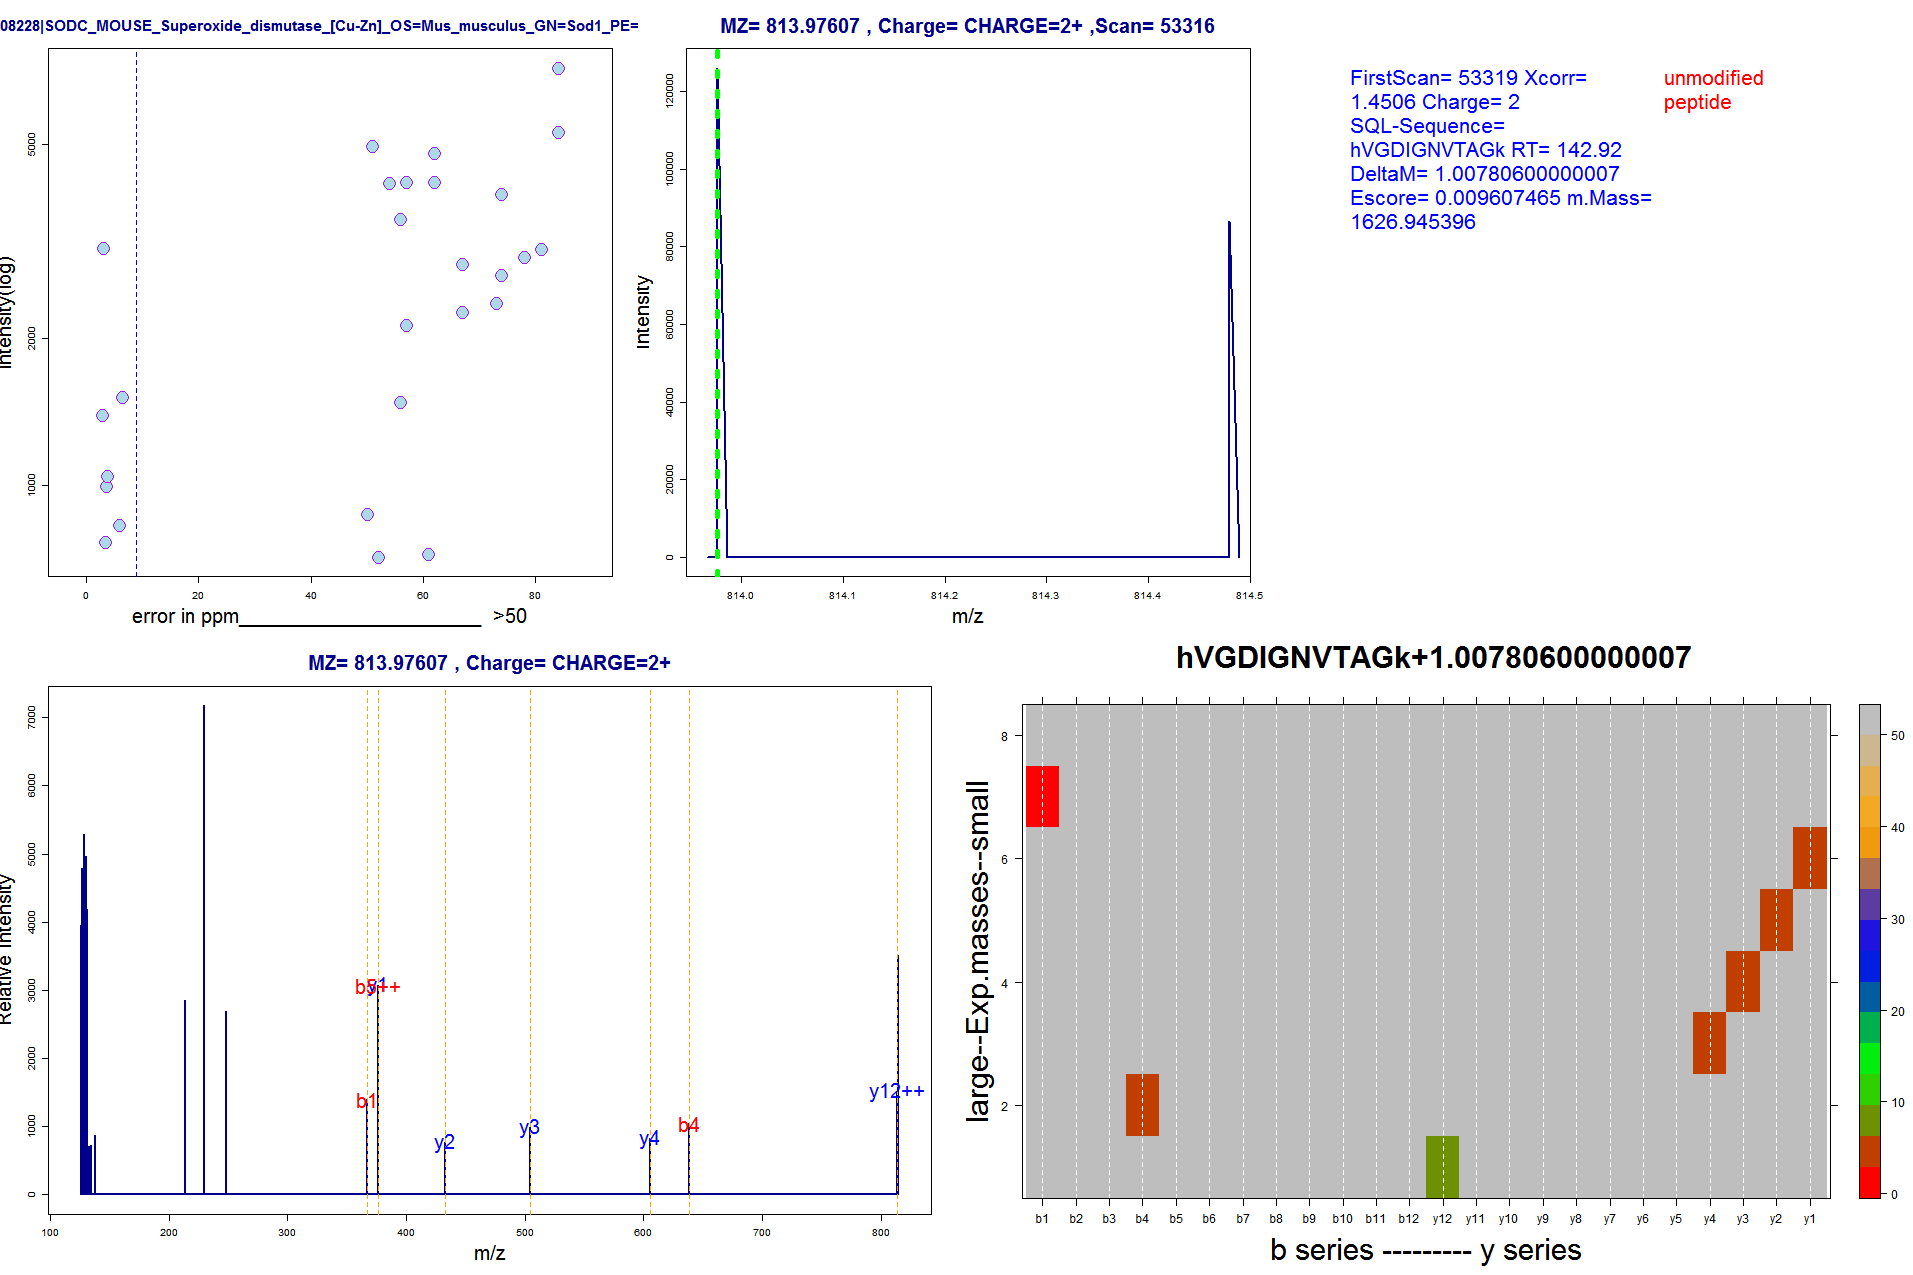 08228|SODC_MOUSE_Superoxide_dismutase_[Cu-Zn]_OS=Mus_musculus_GN=Sod1_PE=
Intensity(log)
5000
2000
1000
0 20 40 60 80
error in ppm______________________ >50
MZ= 813.97607 , Charge= CHARGE=2+ ,Scan= 53316
Intensity
120000
100000
80000
60000
40000
20000
0
814.0 814.1 814.2 814.3 814.4 814.5
m/z
FirstScan= 53319 Xcorr=
1.4506 Charge= 2
SQL-Sequence=
hVGDIGNVTAGk RT= 142.92
DeltaM= 1.00780600000007
Escore= 0.009607465 m.Mass=
1626.945396
unmodified
peptide
MZ= 813.97607 , Charge= CHARGE=2+
Relative Intensity
7000
6000
5000
4000
3000
2000
1000
0
b5++
y1
b1
y2
y3
y4
b4
y12++
100 200 300 400 500 600 700 800
m/z
hVGDIGNVTAGk+1.00780600000007
large--Exp.masses--small
8
6
4
2
b1 b2 b3 b4 b5 b6 b7 b8 b9 b10 b11 b12 y12 y11 y10 y9 y8 y7 y6 y5 y4 y3 y2 y1
b series --------- y series
50
40
30
20
10
0